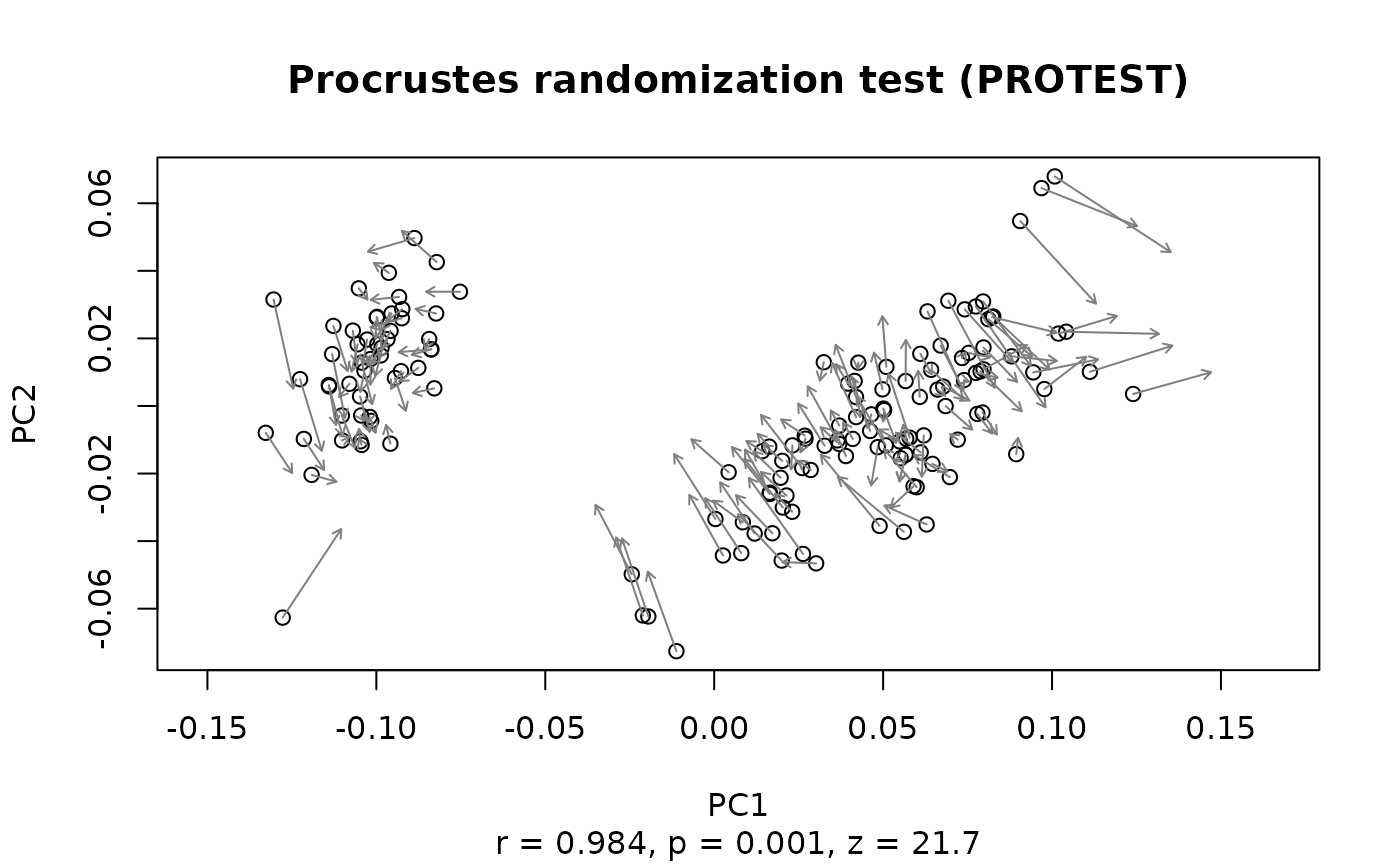 Procrustes randomization test (PROTEST)
PC2
0.06
0.02
-0.02
-0.06
-0.15
-0.10
-0.05
0.00
0.05
0.10
0.15
PC1
r = 0.984, p = 0.001, z = 21.7